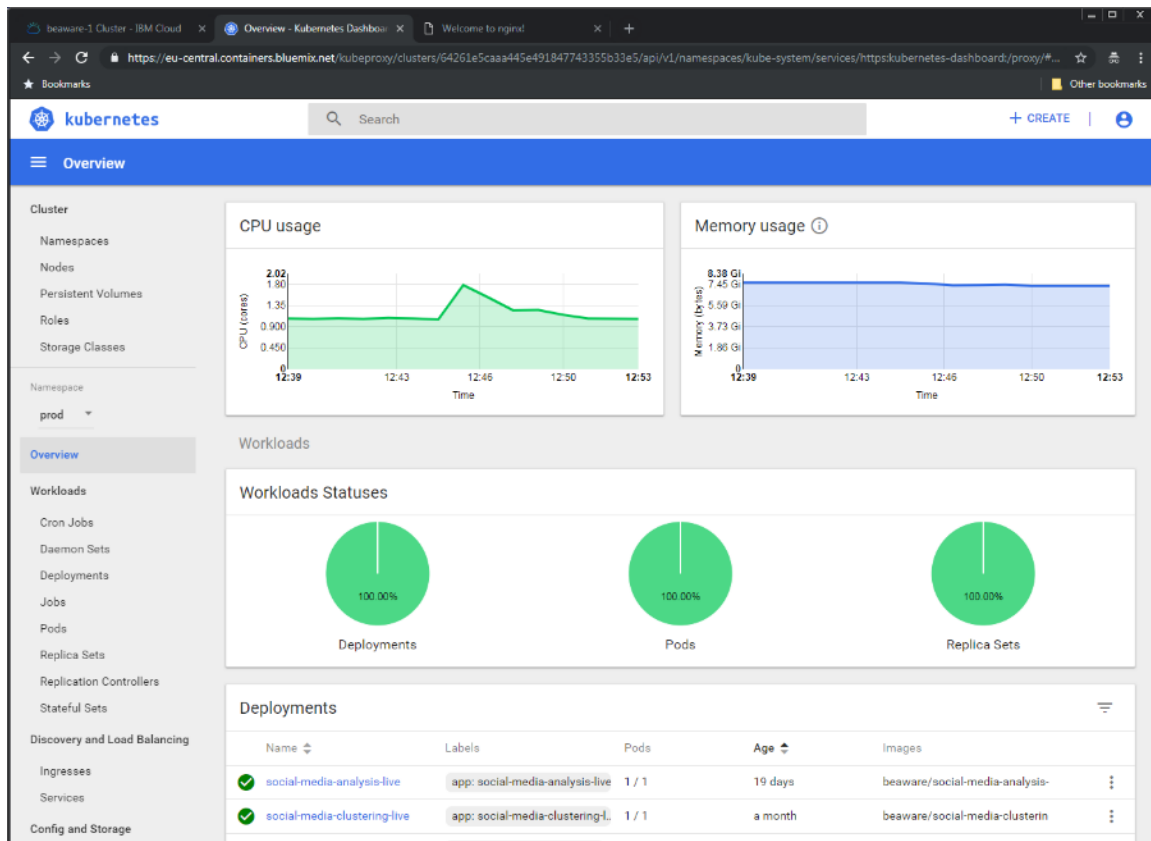 beaware-1 Cluster - IBM Cloud
Overview - Kubernetes Dashboar
Welcome to nginx!
https://eu-central.containers.bluemix.net/kubeproxy/clusters/64261e5caaa445e491847743355b33e5/api/v1/namespaces/kube-system/services/https:kubernetes-dashboard:/proxy/#...
Bookmarks
Other bookmarks
kubernetes
Search
+ CREATE
Overview
Cluster
Namespaces
Nodes
Persistent Volumes
Roles
Storage Classes
Namespace
prod
Overview
Workloads
Cron Jobs
Daemon Sets
Deployments
Jobs
Pods
Replica Sets
Replication Controllers
Stateful Sets
Discovery and Load Balancing
Ingresses
Services
Config and Storage
CPU usage
CPU (cores)
2.02
1.80
1.35
0.900
0.450
0
12:39 12:43 12:46 12:50 12:53
Time
Memory usage
Memory (bytes)
8.38 Gi
7.45 Gi
5.59 Gi
3.73 Gi
1.86 Gi
0
12:39 12:43 12:46 12:50 12:53
Time
Workloads
Workloads Statuses
100.00% 100.00% 100.00%
Deployments Pods Replica Sets
Deployments
Name Labels Pods Age Images
social-media-analysis-live app: social-media-analysis-live 1 / 1 19 days beaware/social-media-analysis-
social-media-clustering-live app: social-media-clustering-l.. 1 / 1 a month beaware/social-media-clusterin